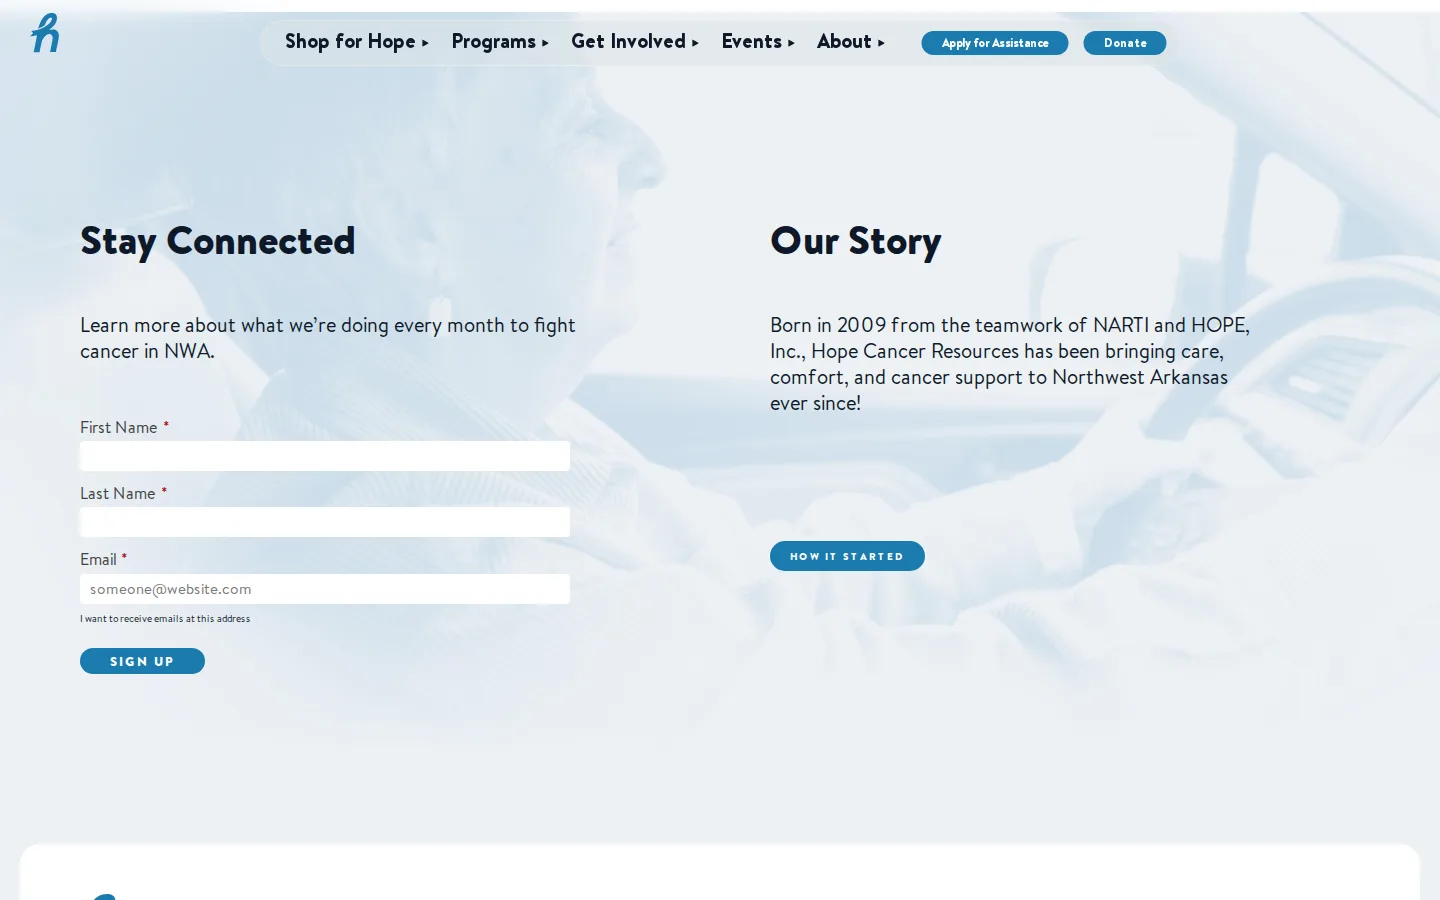 Shop for Hope ▸ Programs ▸ Get Involved ▸ Events ▸ About ▸ Apply for Assistance Donate
Stay Connected
Learn more about what we’re doing every month to fight
cancer in NWA.
First Name *
Last Name *
Email *
someone@website.com
I want to receive emails at this address
SIGN UP
Our Story
Born in 2009 from the teamwork of NARTI and HOPE,
Inc., Hope Cancer Resources has been bringing care,
comfort, and cancer support to Northwest Arkansas
ever since!
HOW IT STARTED